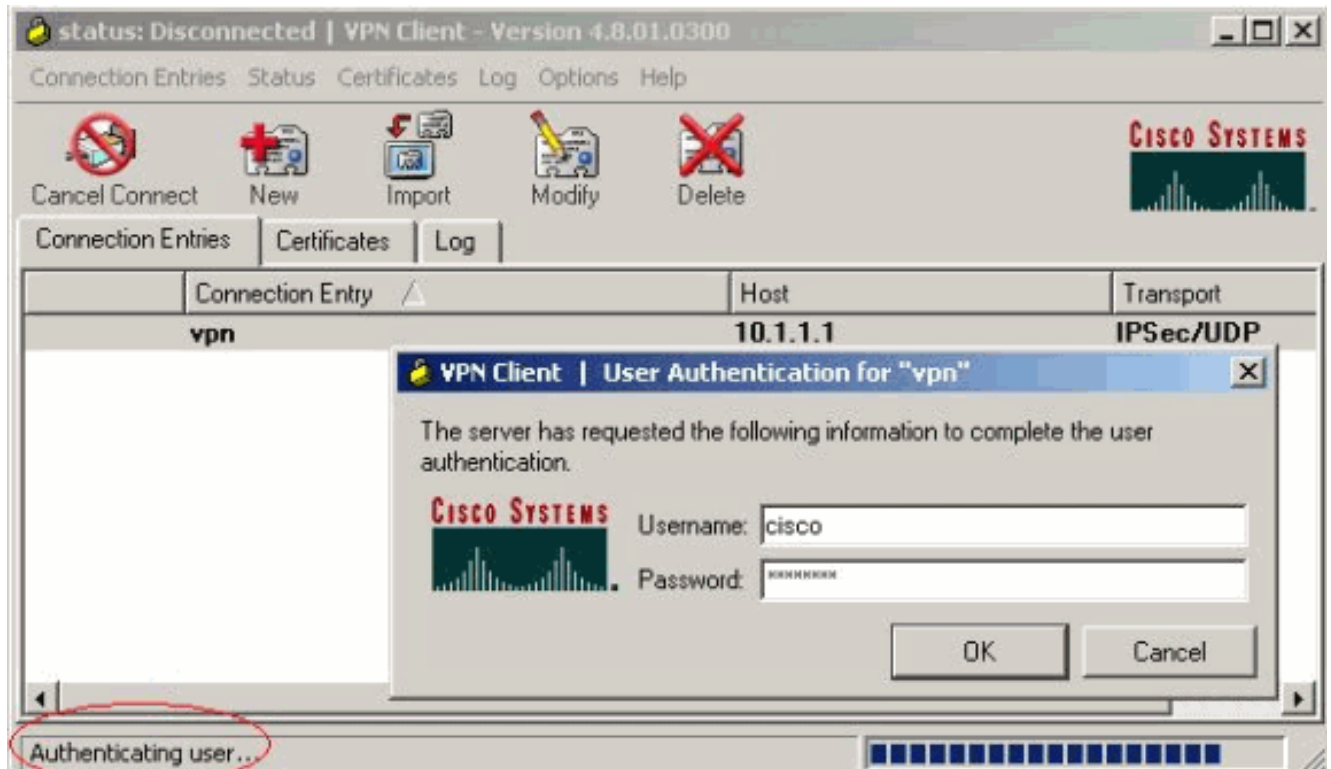 status: Disconnected | VPN Client - Version 4.8.01.0300
Connection Entries Status Certificates Log Options Help
Cancel Connect New Import Modify Delete
CISCO SYSTEMS
Connection Entries Certificates Log
Connection Entry Host Transport
vpn 10.1.1.1 IPSec/UDP
VPN Client | User Authentication for "vpn"
The server has requested the following information to complete the user
authentication.
CISCO SYSTEMS
Username: cisco
Password: ********
OK Cancel
Authenticating user...